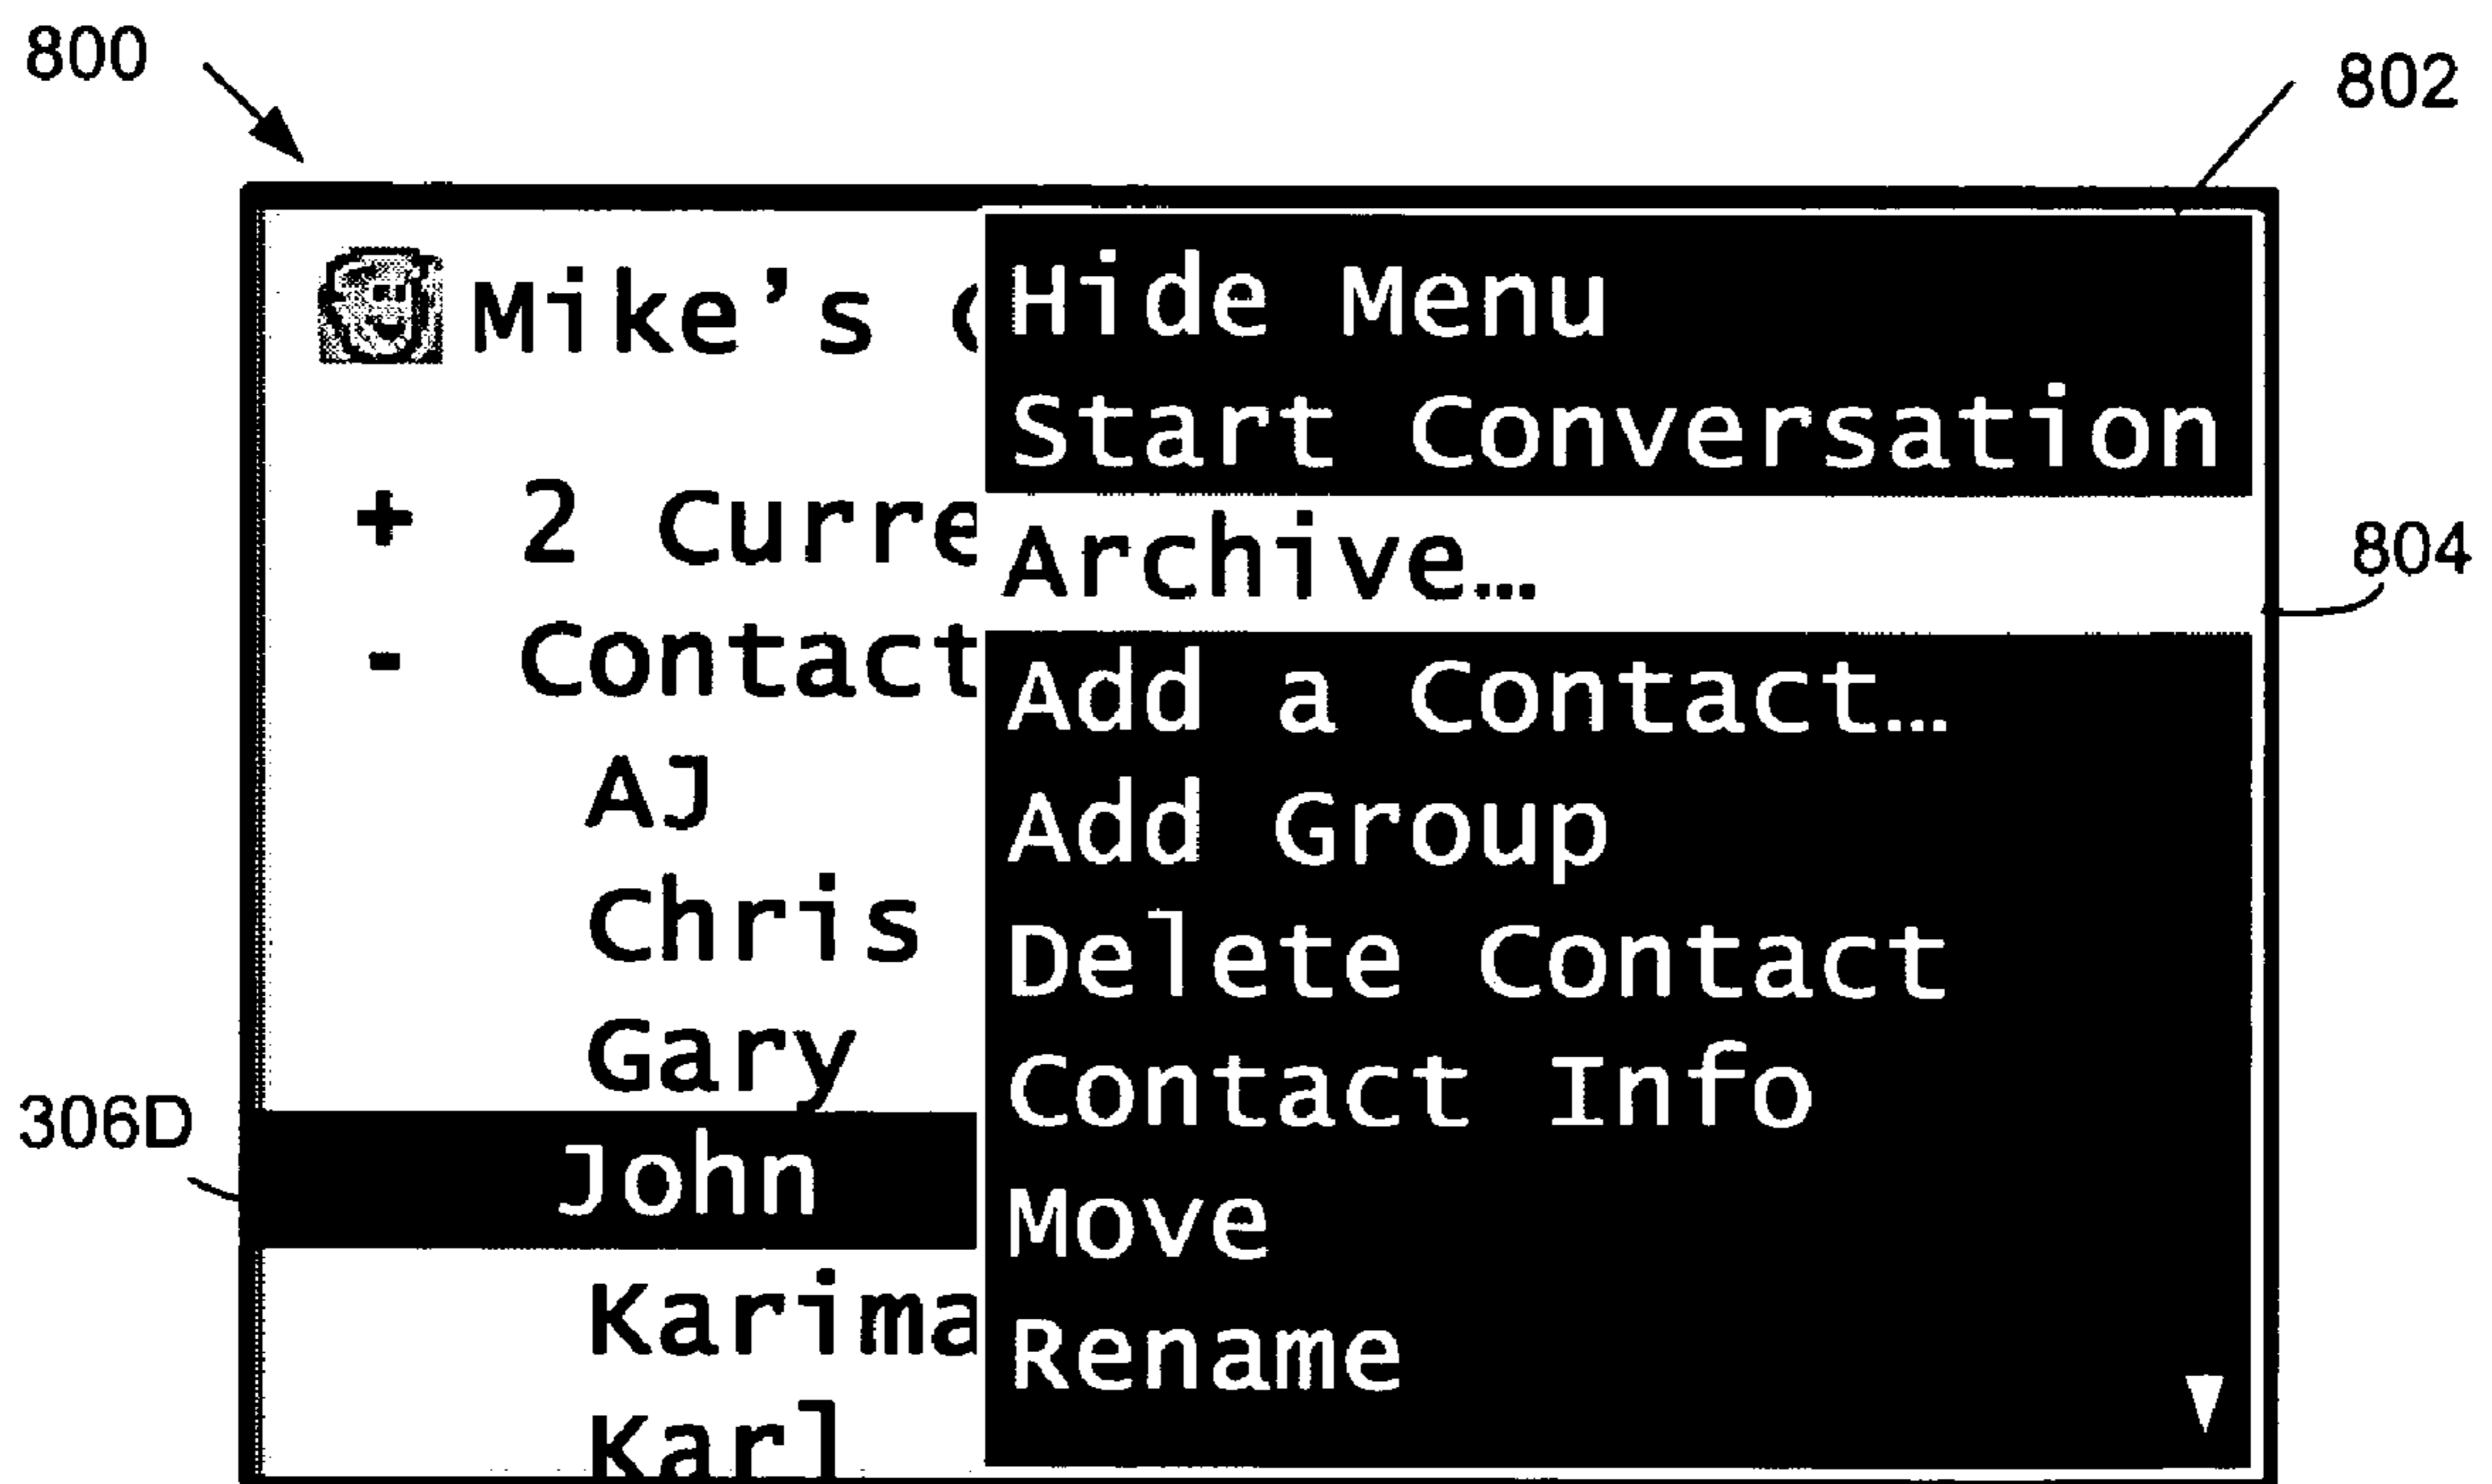 800
802
Mike's
Hide Menu
Start Conversation
+ 2 Curre
Archive...
804
- Contact
Add a Contact...
AJ
Add Group
Chris
Delete Contact
Gary
Contact Info
306D
John
Move
Karima
Rename
Karl